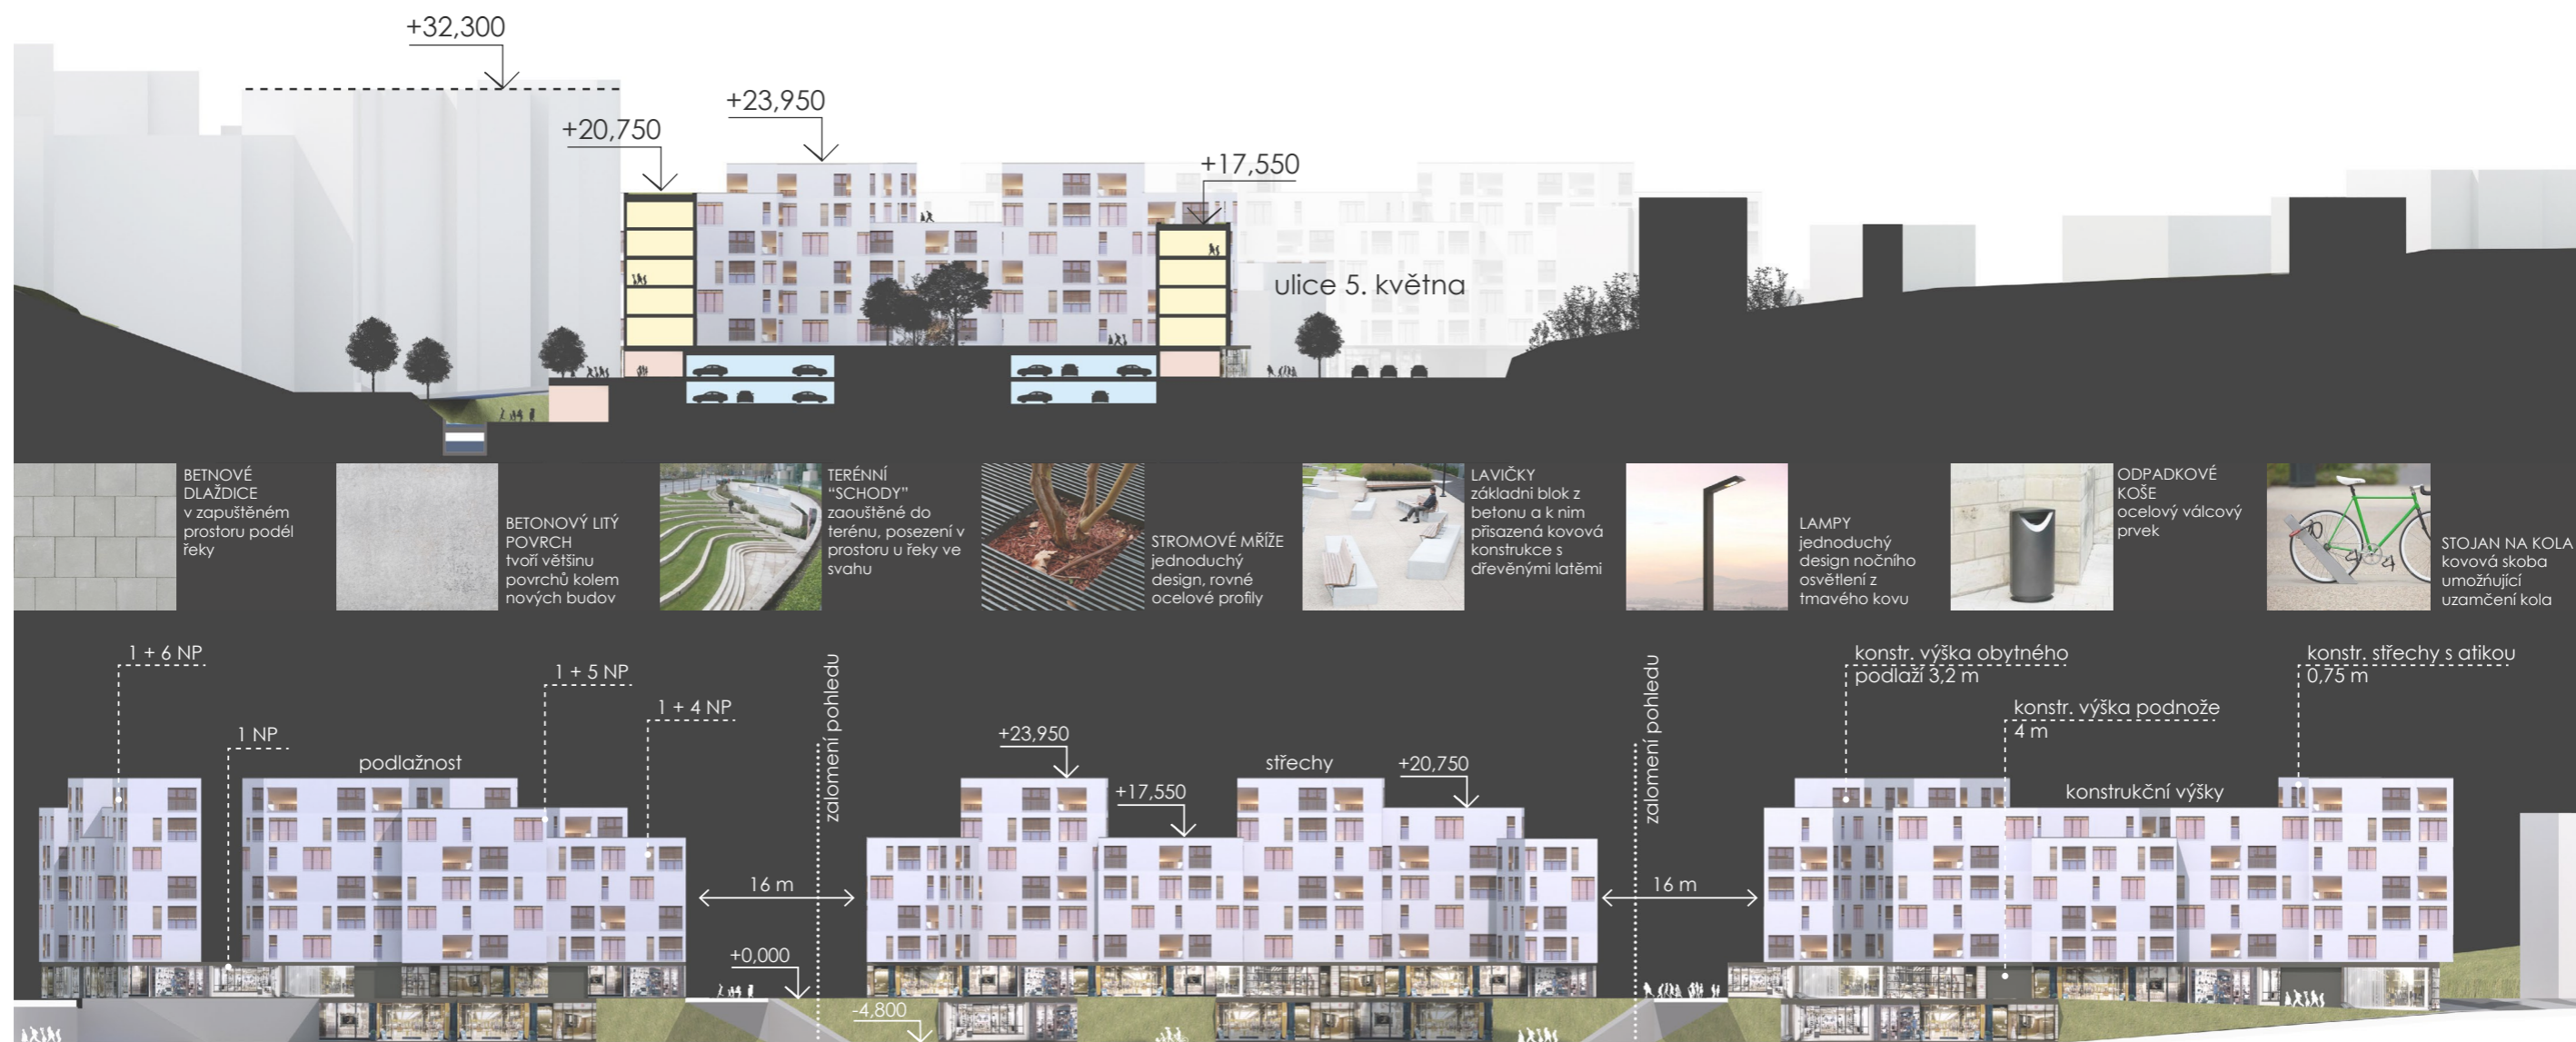 +32,300
+23,950
+20,750
+17,550
ulice 5. května
BETNOVÉ
DLAŽDICE
v zapuštěném
prostoru podél
řeky
BETONOVÝ LITÝ
POVRCH
tvoří většinu
povrchů kolem
nových budov
TERÉNNÍ
"SCHODY"
zaouštěné do
terénu, posezení v
prostoru u řeky ve
svahu
STROMOVÉ MŘÍŽE
jednoduchý
design, rovné
ocelové profily
LAVIČKY
základni blok z
betonu a k nim
přisazená kovová
konstrukce s
dřevěnými latěmi
LAMPY
jednoduchý
design nočního
osvětlení z
tmavého kovu
ODPADKOVÉ
KOŠE
ocelový válcový
prvek
STOJAN NA KOLA
kovová skoba
umožňující
uzamčení kola
1 + 6 NP
1 NP
podlažnost
1 + 5 NP
1 + 4 NP
zalomení pohledu
16 m
+0,000
-4,800
+23,950
+17,550
střechy
+20,750
zalomení pohledu
16 m
konstr. výška obytného
podlaží 3,2 m
konstr. výška podnože
4 m
konstr. střechy s atikou
0,75 m
konstrukční výšky